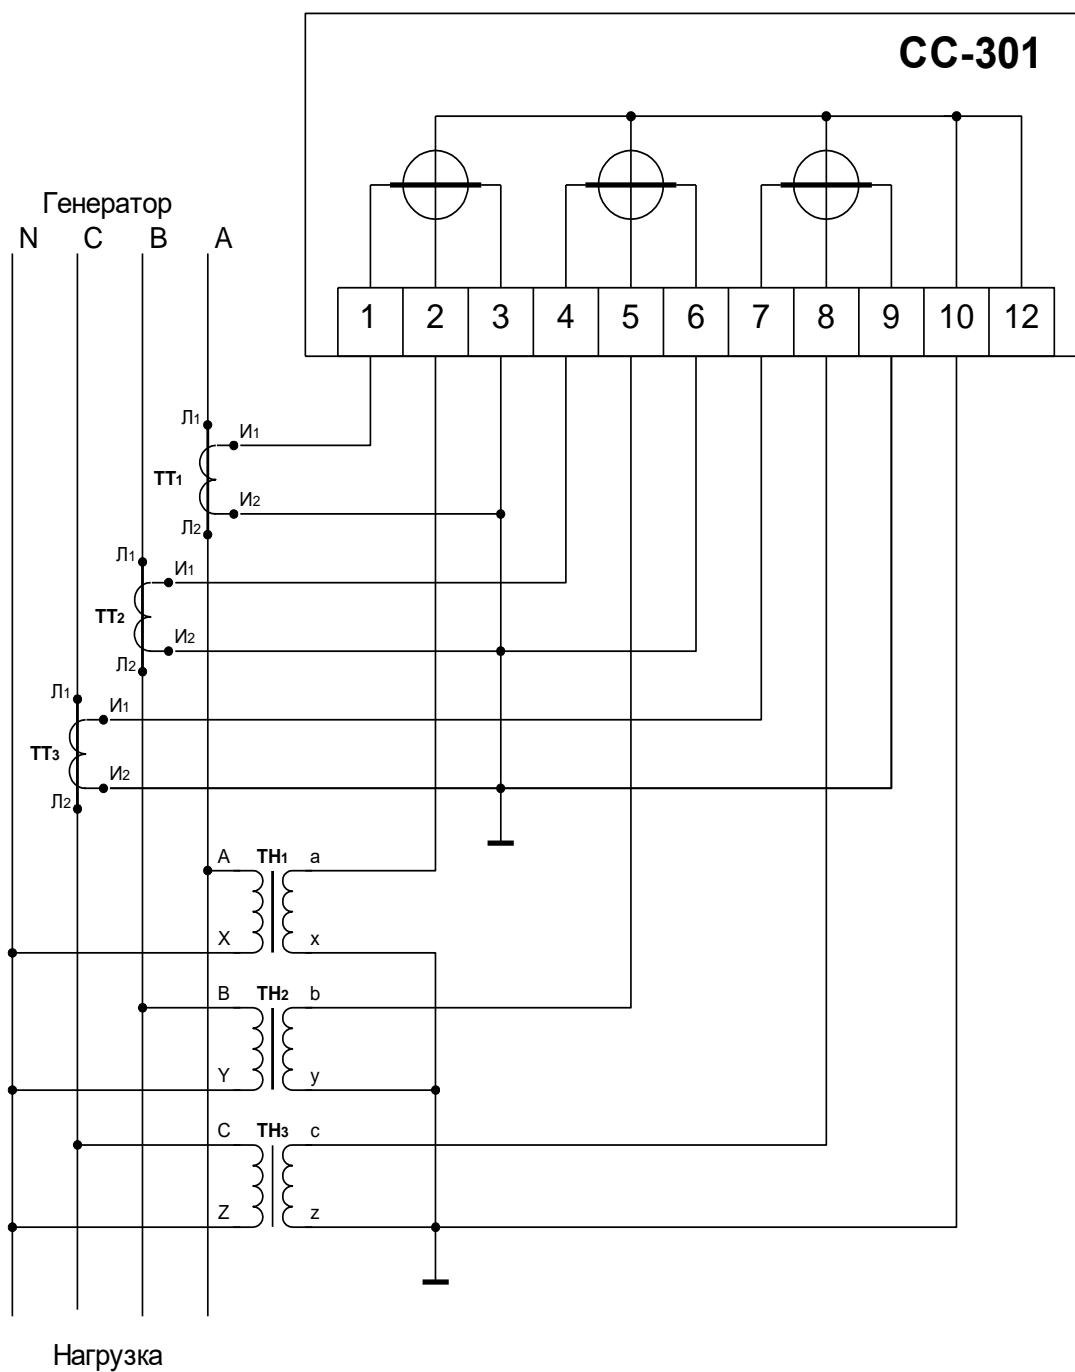 СС-301
Генератор
N C B A
1 2 3 4 5 6 7 8 9 10 12
Л1
И1
ТТ1
И2
Л2
Л1
И1
ТТ2
И2
Л2
Л1
И1
ТТ3
И2
Л2
A ТН1 a
X x
B ТН2 b
Y y
C ТН3 c
Z z
Нагрузка